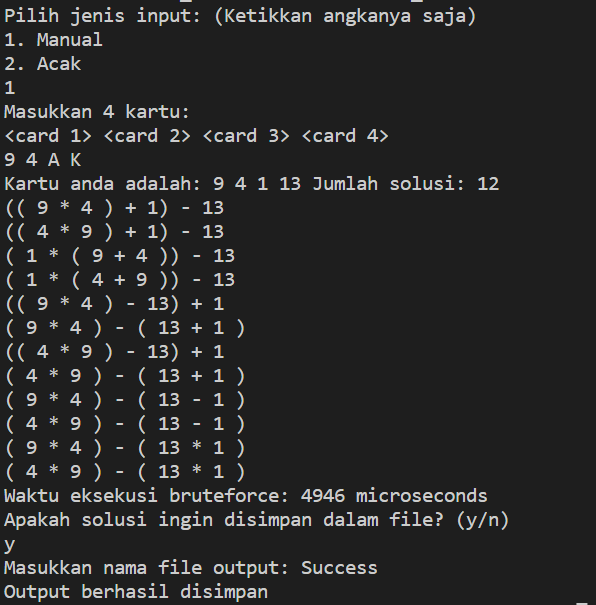 Pilih jenis input: (Ketikkan angkanya saja)
1. Manual
2. Acak
1
Masukkan 4 kartu:
<card 1> <card 2> <card 3> <card 4>
9 4 A K
Kartu anda adalah: 9 4 1 13 Jumlah solusi: 12
(( 9 * 4 ) + 1) - 13
(( 4 * 9 ) + 1) - 13
( 1 * ( 9 + 4 )) - 13
( 1 * ( 4 + 9 )) - 13
(( 9 * 4 ) - 13) + 1
( 9 * 4 ) - ( 13 + 1 )
(( 4 * 9 ) - 13) + 1
( 4 * 9 ) - ( 13 + 1 )
( 9 * 4 ) - ( 13 - 1 )
( 4 * 9 ) - ( 13 - 1 )
( 9 * 4 ) - ( 13 * 1 )
( 4 * 9 ) - ( 13 * 1 )
Waktu eksekusi bruteforce: 4946 microseconds
Apakah solusi ingin disimpan dalam file? (y/n)
y
Masukkan nama file output: Success
Output berhasil disimpan